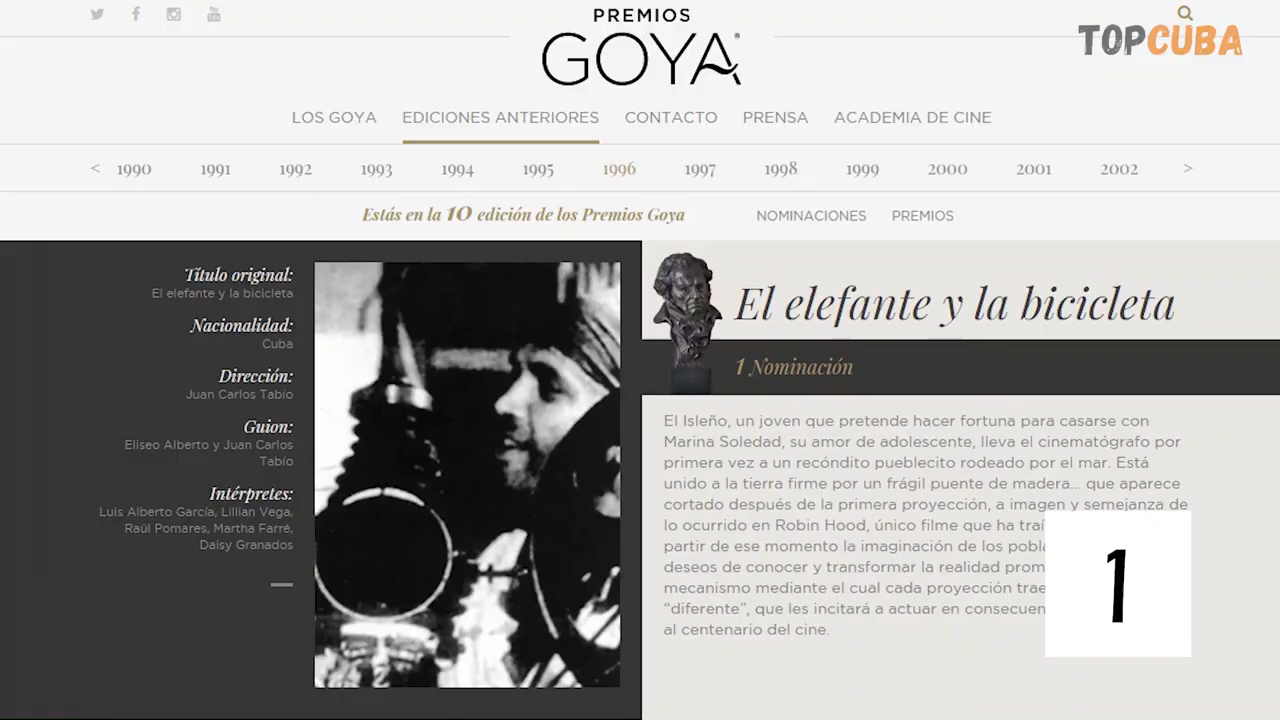 PREMIOS
GOYA
TOPCUBA
LOS GOYA EDICIONES ANTERIORES CONTACTO PRENSA ACADEMIA DE CINE
< 1990 1991 1992 1993 1994 1995 1996 1997 1998 1999 2000 2001 2002 >
Estás en la 10 edición de los Premios Goya NOMINACIONES PREMIOS
Título original:
El elefante y la bicicleta
Nacionalidad:
Cuba
Dirección:
Juan Carlos Tabío
Guion:
Eliseo Alberto y Juan Carlos
Tabío
Intérpretes:
Luis Alberto García, Lillian Vega,
Raúl Pomares, Martha Farré,
Daisy Granados
El elefante y la bicicleta
1 Nominación
El Isleño, un joven que pretende hacer fortuna para casarse con
Marina Soledad, su amor de adolescente, lleva el cinematógrafo por
primera vez a un recóndito pueblecito rodeado por el mar. Está
unido a la tierra firme por un frágil puente de madera... que aparece
cortado después de la primera proyección, a imagen y semejanza de
lo ocurrido en Robin Hood, único filme que ha
partir de ese momento la imaginación de los
deseos de conocer y transformar la realidad
mecanismo mediante el cual cada proyección
“diferente”, que les incitará a actuar en
al centenario del cine.
1